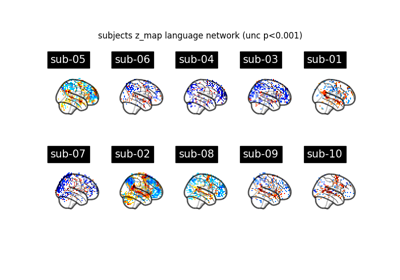 subjects z_map language network (unc p<0.001)
sub-05 sub-06 sub-04 sub-03 sub-01
sub-07 sub-02 sub-08 sub-09 sub-10